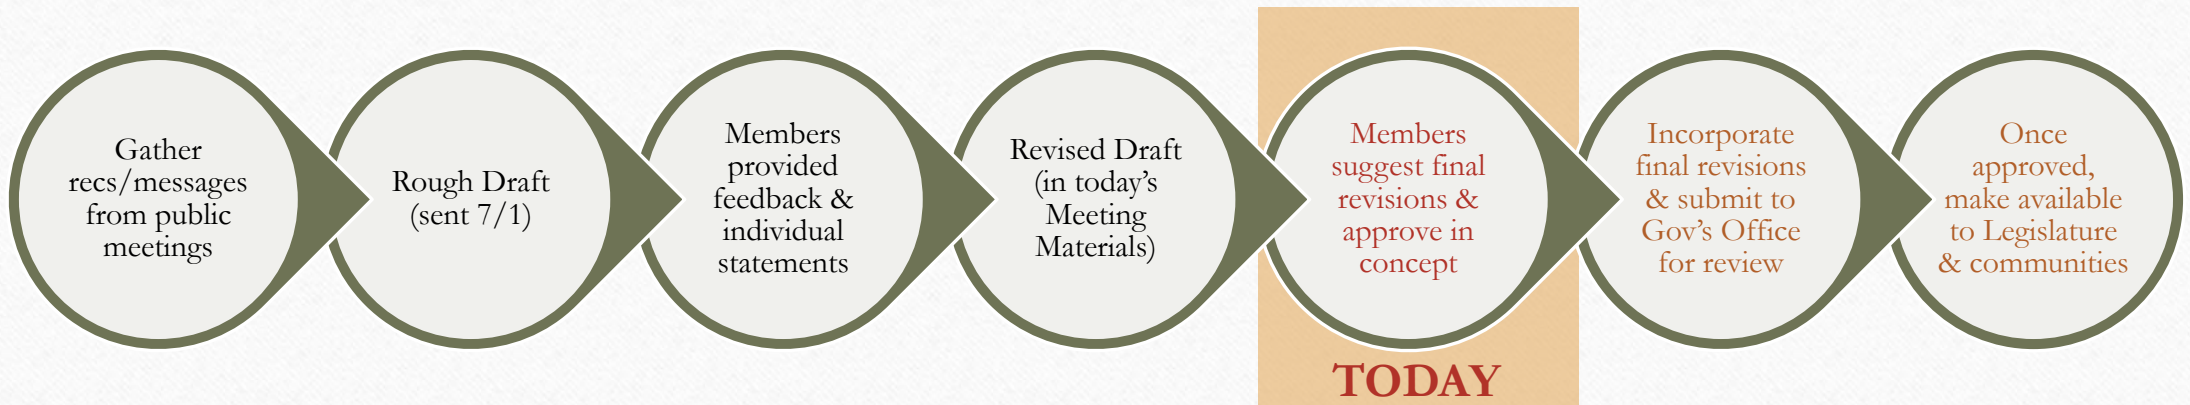 Gather
recs/messages
from public
meetings
Rough Draft
(sent 7/1)
Members
provided
feedback &
individual
statements
Revised Draft
(in today’s
Meeting
Materials)
Members
suggest final
revisions &
approve in
concept
TODAY
Incorporate
final revisions
& submit to
Gov’s Office
for review
Once
approved,
make available
to Legislature
& communities